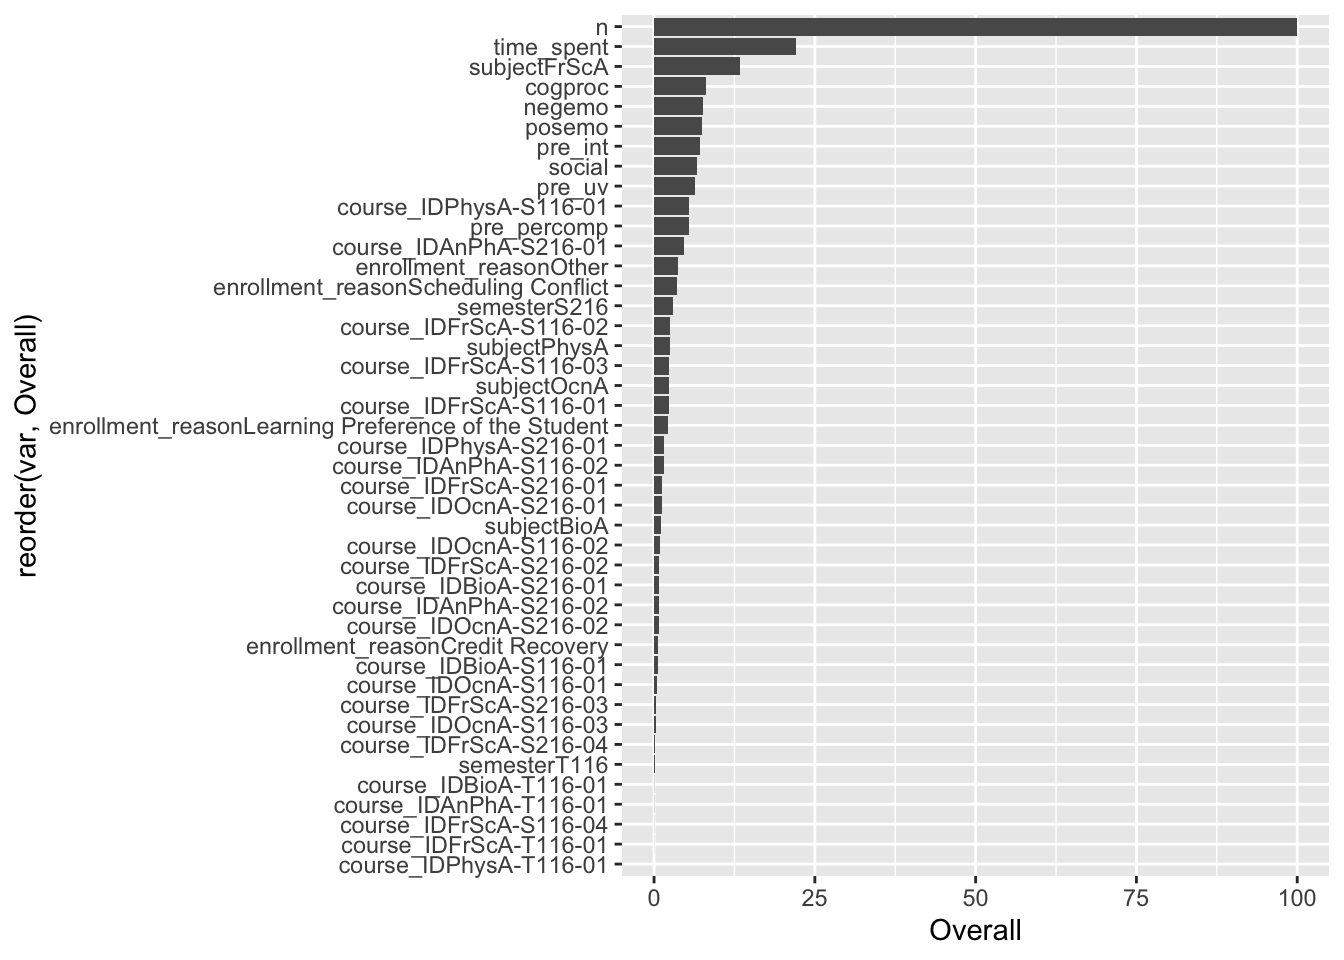 n
time_spent
subjectFrScA
cogproc
negemo
posemo
pre_int
social
pre_uv
course_IDPhysA-S116-01
pre_percomp
course_IDAnPhA-S216-01
enrollment_reasonOther
enrollment_reasonScheduling Conflict
semesterS216
course_IDFrScA-S116-02
subjectPhysA
course_IDFrScA-S116-03
subjectOcnA
course_IDFrScA-S116-01
enrollment_reasonLearning Preference of the Student
course_IDPhysA-S216-01
course_IDAnPhA-S116-02
course_IDFrScA-S216-01
course_IDOcnA-S216-01
subjectBioA
course_IDOcnA-S116-02
course_IDFrScA-S216-02
course_IDBioA-S216-01
course_IDAnPhA-S216-02
course_IDOcnA-S216-02
enrollment_reasonCredit Recovery
course_IDBioA-S116-01
course_IDOcnA-S116-01
course_IDFrScA-S216-03
course_IDOcnA-S116-03
course_IDFrScA-S216-04
semesterT116
course_IDBioA-T116-01
course_IDAnPhA-T116-01
course_IDFrScA-S116-04
course_IDFrScA-T116-01
course_IDPhysA-T116-01
reorder(var, Overall)
0 25 50 75 100
Overall